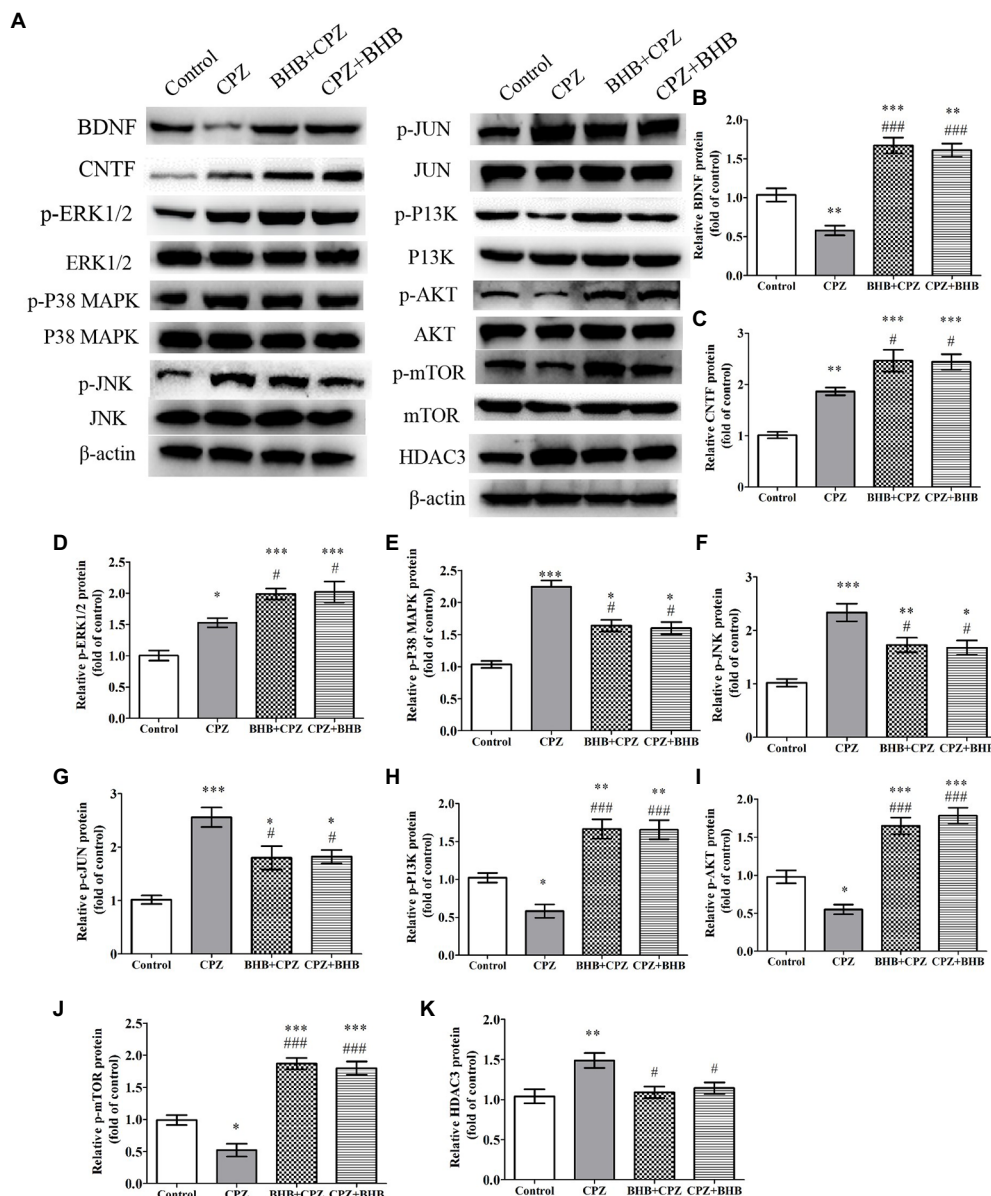 A
Control CPZ BHB+CPZ CPZ+BHB
BDNF
CNTF
p-ERK1/2
ERK1/2
p-P38 MAPK
P38 MAPK
p-JNK
JNK
β-actin
Control CPZ BHB+CPZ CPZ+BHB
p-JUN
JUN
p-P13K
P13K
p-AKT
AKT
p-mTOR
mTOR
HDAC3
β-actin
B
Relative BDNF protein
(fold of control)
2.0
1.5
1.0
0.5
0.0
** *** ### ** ###
Control CPZ BHB+CPZ CPZ+BHB
C
Relative CNTF protein
(fold of control)
3
2
1
0
** *** # *** #
Control CPZ BHB+CPZ CPZ+BHB
D
Relative p-ERK1/2 protein
(fold of control)
2.5
2.0
1.5
1.0
0.5
0.0
* *** # *** #
Control CPZ BHB+CPZ CPZ+BHB
E
Relative p-P38 MAPK protein
(fold of control)
2.5
2.0
1.5
1.0
0.5
0.0
*** * # * #
Control CPZ BHB+CPZ CPZ+BHB
F
Relative p-JNK protein
(fold of control)
3
2
1
0
*** ** # * #
Control CPZ BHB+CPZ CPZ+BHB
G
Relative p-cJUN protein
(fold of control)
3
2
1
0
*** * # * #
Control CPZ BHB+CPZ CPZ+BHB
H
Relative p-P13K protein
(fold of control)
2.0
1.5
1.0
0.5
0.0
* ** ### ** ###
Control CPZ BHB+CPZ CPZ+BHB
I
Relative p-AKT protein
(fold of control)
2.0
1.5
1.0
0.5
0.0
* *** ### *** ###
Control CPZ BHB+CPZ CPZ+BHB
J
Relative p-mTOR protein
(fold of control)
2.5
2.0
1.5
1.0
0.5
0.0
* *** ### *** ###
Control CPZ BHB+CPZ CPZ+BHB
K
Relative HDAC3 protein
(fold of control)
2.0
1.5
1.0
0.5
0.0
** # #
Control CPZ BHB+CPZ CPZ+BHB